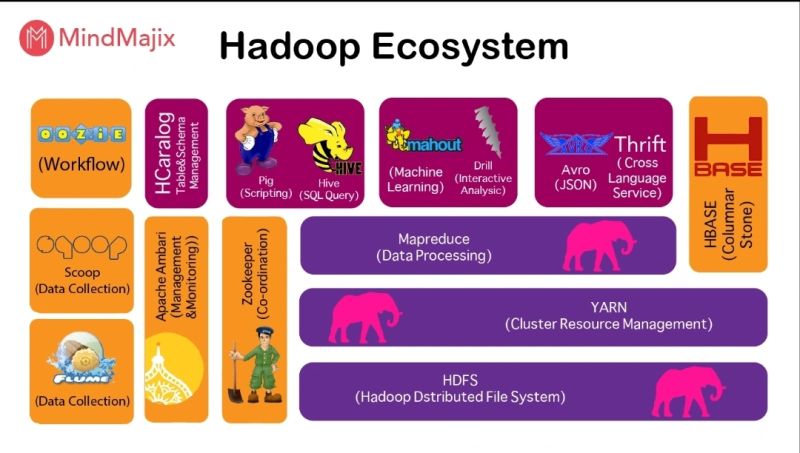 MindMajix
Hadoop Ecosystem
OOZIE
(Workflow)
HCaralog
Table&Schema
Management
Pig
(Scripting)
HIVE
Hive
(SQL Query)
mahout
(Machine
Learning)
Drill
(Interactive
Analysic)
AVRO
Avro
(JSON)
Thrift
( Cross
Language
Service)
H
BASE
HBASE
(Columnar
Stone)
sqoop
Scoop
(Data Collection)
Apache Ambari
(Management
&Monitoring))
Zookeeper
(Co-ordination)
Mapreduce
(Data Processing)
YARN
(Cluster Resource Management)
FLUME
(Data Collection)
HDFS
(Hadoop Dstributed File System)